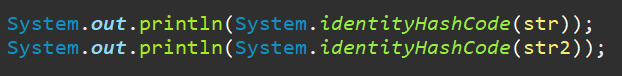 System.out.println(System.identityHashCode(str));
System.out.println(System.identityHashCode(str2));